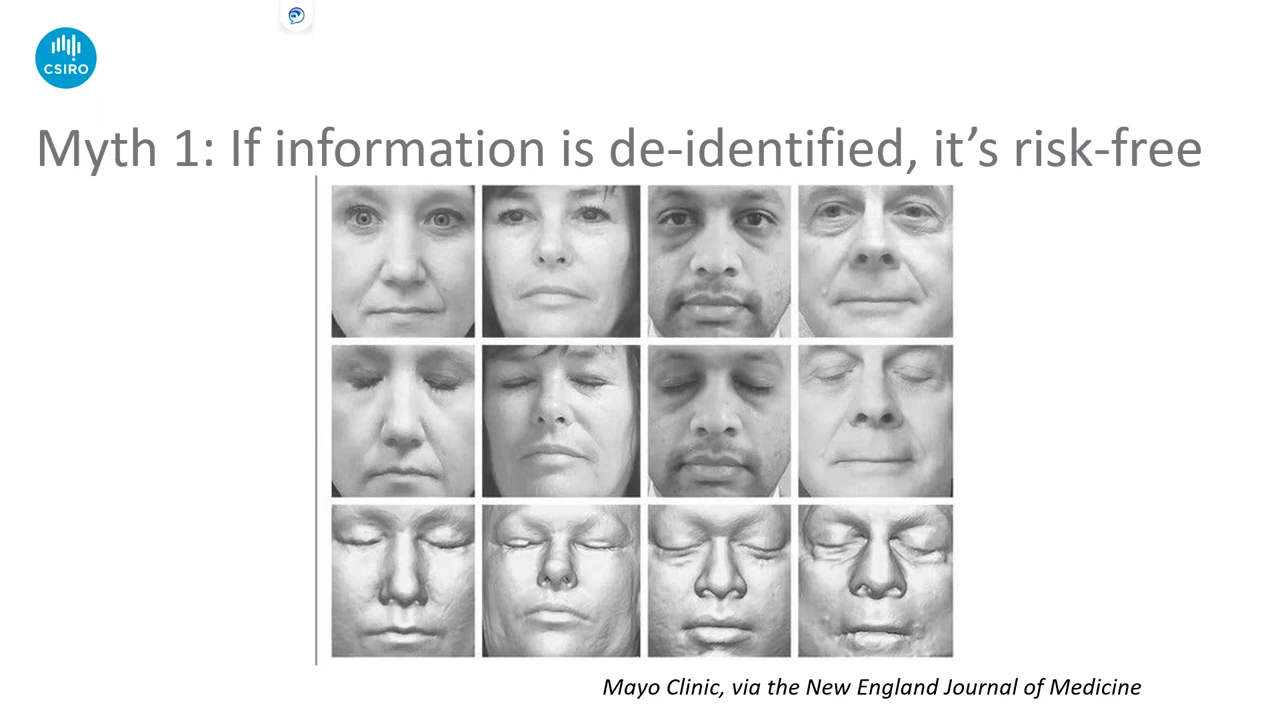 CSIRO
Myth 1: If information is de-identified, it’s risk-free
Mayo Clinic, via the New England Journal of Medicine